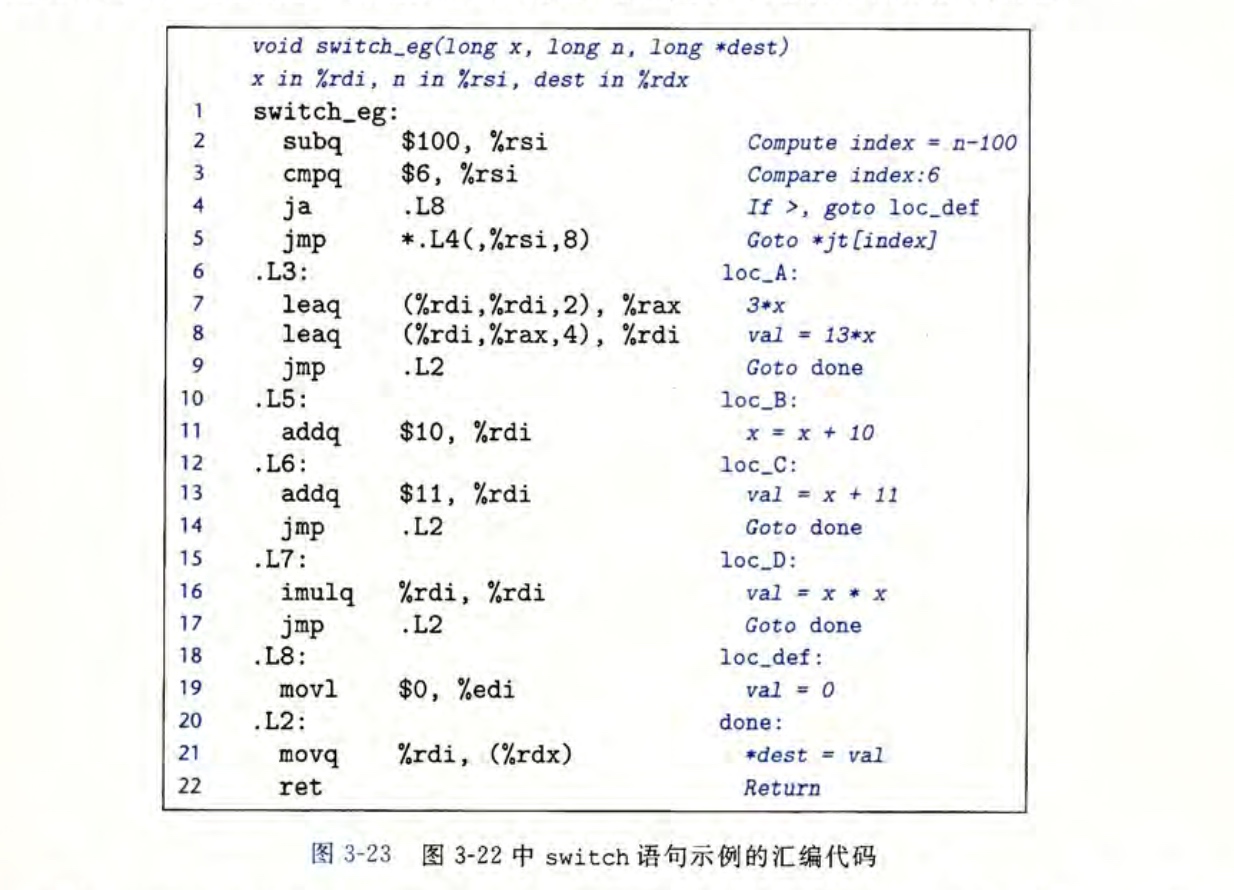 void switch_eg(long x, long n, long *dest)
x in %rdi, n in %rsi, dest in %rdx
1 switch_eg:
2 subq $100, %rsi Compute index = n-100
3 cmpq $6, %rsi Compare index:6
4 ja .L8 If >, goto loc_def
5 jmp *.L4(,%rsi,8) Goto *jt[index]
6 .L3: loc_A:
7 leaq (%rdi,%rdi,2), %rax 3*x
8 leaq (%rdi,%rax,4), %rdi val = 13*x
9 jmp .L2 Goto done
10 .L5: loc_B:
11 addq $10, %rdi x = x + 10
12 .L6: loc_C:
13 addq $11, %rdi val = x + 11
14 jmp .L2 Goto done
15 .L7: loc_D:
16 imulq %rdi, %rdi val = x * x
17 jmp .L2 Goto done
18 .L8: loc_def:
19 movl $0, %edi val = 0
20 .L2: done:
21 movq %rdi, (%rdx) *dest = val
22 ret Return
图 3-23 图 3-22 中 switch 语句示例的汇编代码